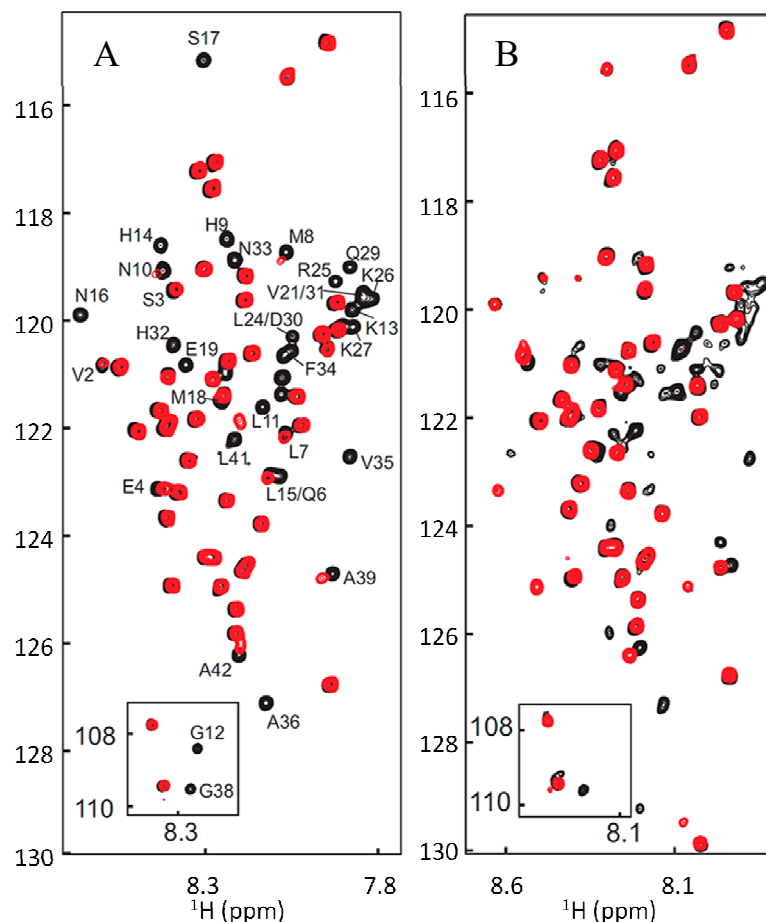 A
B
S17
116
116
118
118
H14
H9
M8
N33
Q29
N10
R25
K26
S3
V21/31
N16
120
120
L24/D30
K13
H32
E19
K27
F34
V2
M18
L11
122
122
L7
L41
V35
E4
L15/Q6
124
124
A39
126
126
A42
A36
108
G12
108
128
128
G38
110
110
8.3
8.1
130
130
8.3
7.8
8.6
8.1
¹H (ppm)
¹H (ppm)